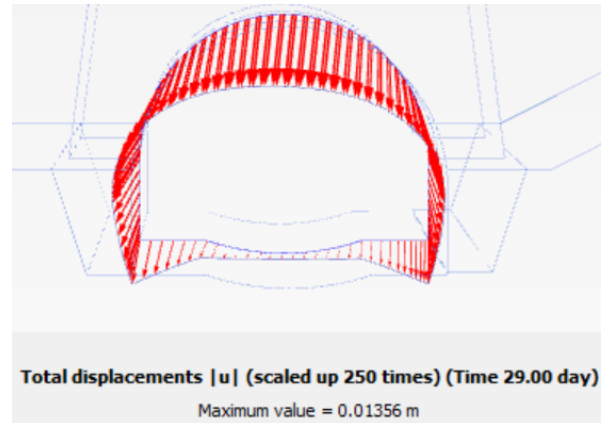 Total displacements |u| (scaled up 250 times) (Time 29.00 day)
Maximum value = 0.01356 m